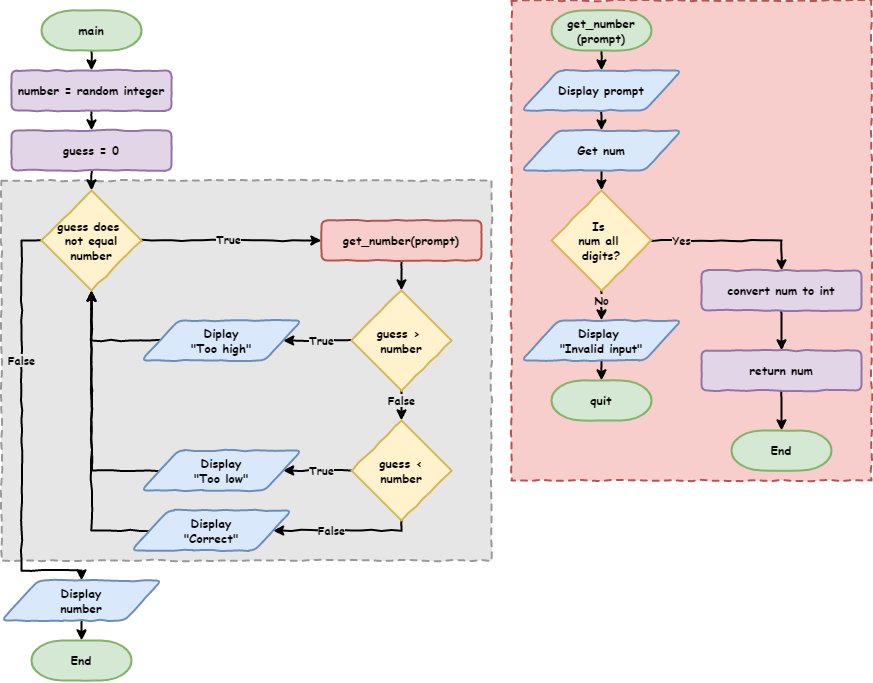 main
number = random integer
guess = 0
guess does
not equal
number
True
get_number(prompt)
guess >
number
True
Diplay
"Too high"
False
False
guess <
number
True
Display
"Too low"
False
Display
"Correct"
Display
number
End
get_number
(prompt)
Display prompt
Get num
Is
num all
digits?
Yes
convert num to int
No
Display
"Invalid input"
return num
quit
End